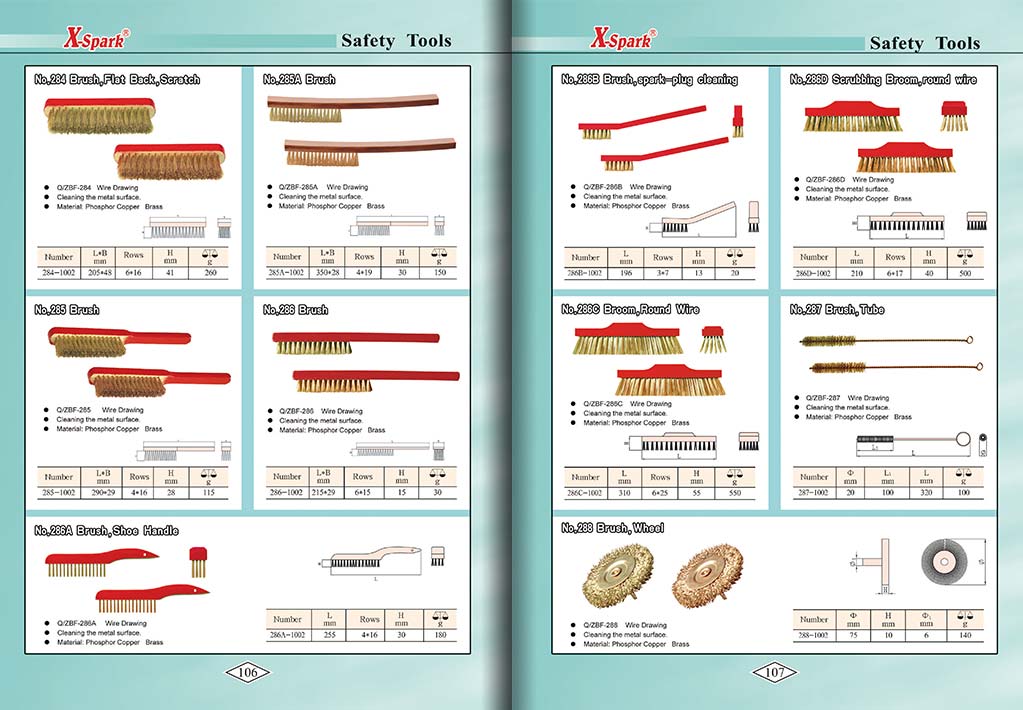 X-Spark®
Safety Tools
No,284 Brush,Flat Back,Scratch
Q/ZBF-284 Wire Drawing
Cleaning the metal surface.
Material: Phosphor Copper Brass
Number L*B mm Rows H mm g
284-1002 205*48 6*16 41 260
No,285A Brush
Q/ZBF-285A Wire Drawing
Cleaning the metal surface.
Material: Phosphor Copper Brass
Number L*B mm Rows H mm g
285A-1002 350*28 4*19 30 150
No,285 Brush
Q/ZBF-285 Wire Drawing
Cleaning the metal surface.
Material: Phosphor Copper Brass
Number L*B mm Rows H mm g
285-1002 290*29 4*16 28 115
No,286 Brush
Q/ZBF-286 Wire Drawing
Cleaning the metal surface.
Material: Phosphor Copper Brass
Number L*B mm Rows H mm g
286-1002 215*29 6*15 15 30
No,286A Brush,Shoe Handle
Q/ZBF-286A Wire Drawing
Cleaning the metal surface.
Material: Phosphor Copper Brass
L
Number L mm Rows H mm g
286A-1002 255 4*16 30 180
106
X-Spark®
Safety Tools
No,286B Brush,spark-plug cleaning
Q/ZBF-286B Wire Drawing
Cleaning the metal surface.
Material: Phosphor Copper Brass
L
Number L mm Rows H mm g
286B-1002 196 3*7 13 20
No,286D Scrubbing Broom,round wire
Q/ZBF-286D Wire Drawing
Cleaning the metal surface.
Material: Phosphor Copper Brass
H
L
Number L mm Rows H mm g
286D-1002 210 6*17 40 500
No,286C Broom,Round Wire
Q/ZBF-286C Wire Drawing
Cleaning the metal surface.
Material: Phosphor Copper Brass
H
L
Number L mm Rows H mm g
286C-1002 310 6*25 55 550
No,287 Brush,Tube
Q/ZBF-287 Wire Drawing
Cleaning the metal surface.
Material: Phosphor Copper Brass
L₁
L
Φ
Number Φ mm L₁ mm L mm g
287-1002 20 100 320 100
No,288 Brush,Wheel
Q/ZBF-288 Wire Drawing
Cleaning the metal surface.
Material: Phosphor Copper Brass
H
Number Φ mm H mm Φ₁ mm g
288-1002 75 10 6 140
107